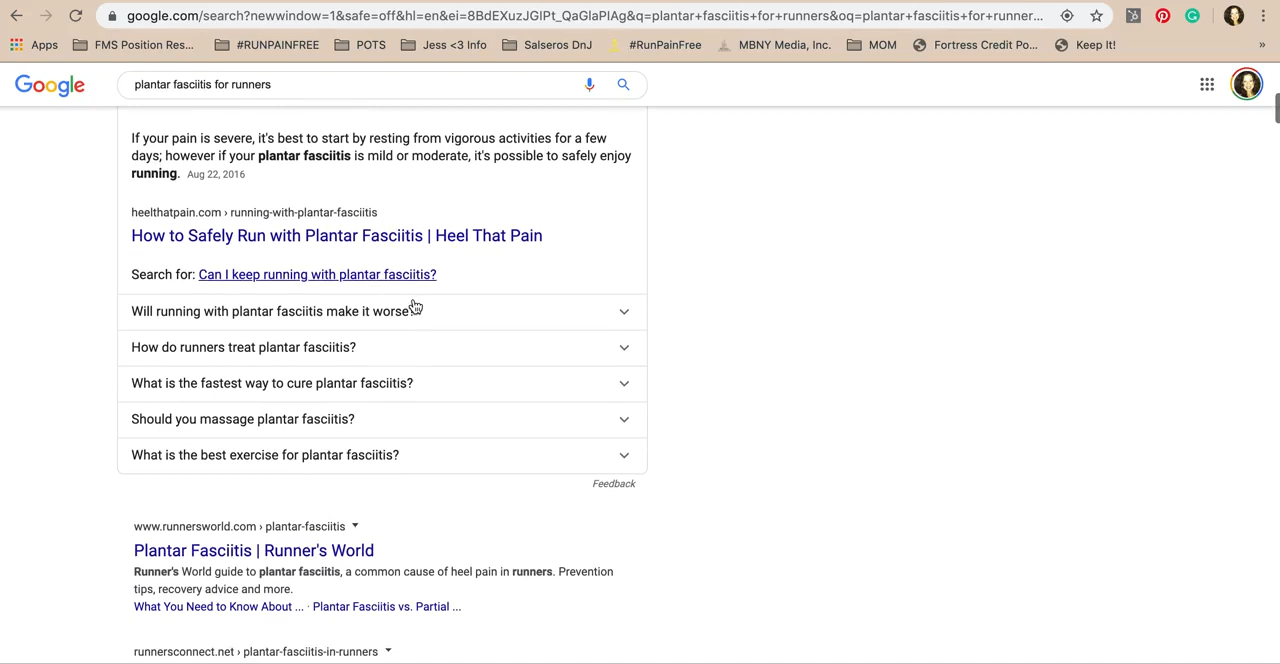 google.com/search?newwindow=1&safe=off&hl=en&ei=8BdEXuzJGIPt_QaGlaPIAg&q=plantar+fasciitis+for+runners&oq=plantar+fasciitis+for+runner...
Apps FMS Position Res... #RUNPAINFREE POTS Jess <3 Info Salseros DnJ #RunPainFree MBNY Media, Inc. MOM Fortress Credit Po... Keep It! »
Google plantar fasciitis for runners
If your pain is severe, it's best to start by resting from vigorous activities for a few
days; however if your plantar fasciitis is mild or moderate, it's possible to safely enjoy
running. Aug 22, 2016
heelthatpain.com › running-with-plantar-fasciitis
How to Safely Run with Plantar Fasciitis | Heel That Pain
Search for: Can I keep running with plantar fasciitis?
Will running with plantar fasciitis make it worse?
How do runners treat plantar fasciitis?
What is the fastest way to cure plantar fasciitis?
Should you massage plantar fasciitis?
What is the best exercise for plantar fasciitis?
Feedback
www.runnersworld.com › plantar-fasciitis
Plantar Fasciitis | Runner's World
Runner's World guide to plantar fasciitis, a common cause of heel pain in runners. Prevention
tips, recovery advice and more.
What You Need to Know About ... · Plantar Fasciitis vs. Partial ...
runnersconnect.net › plantar-fasciitis-in-runners